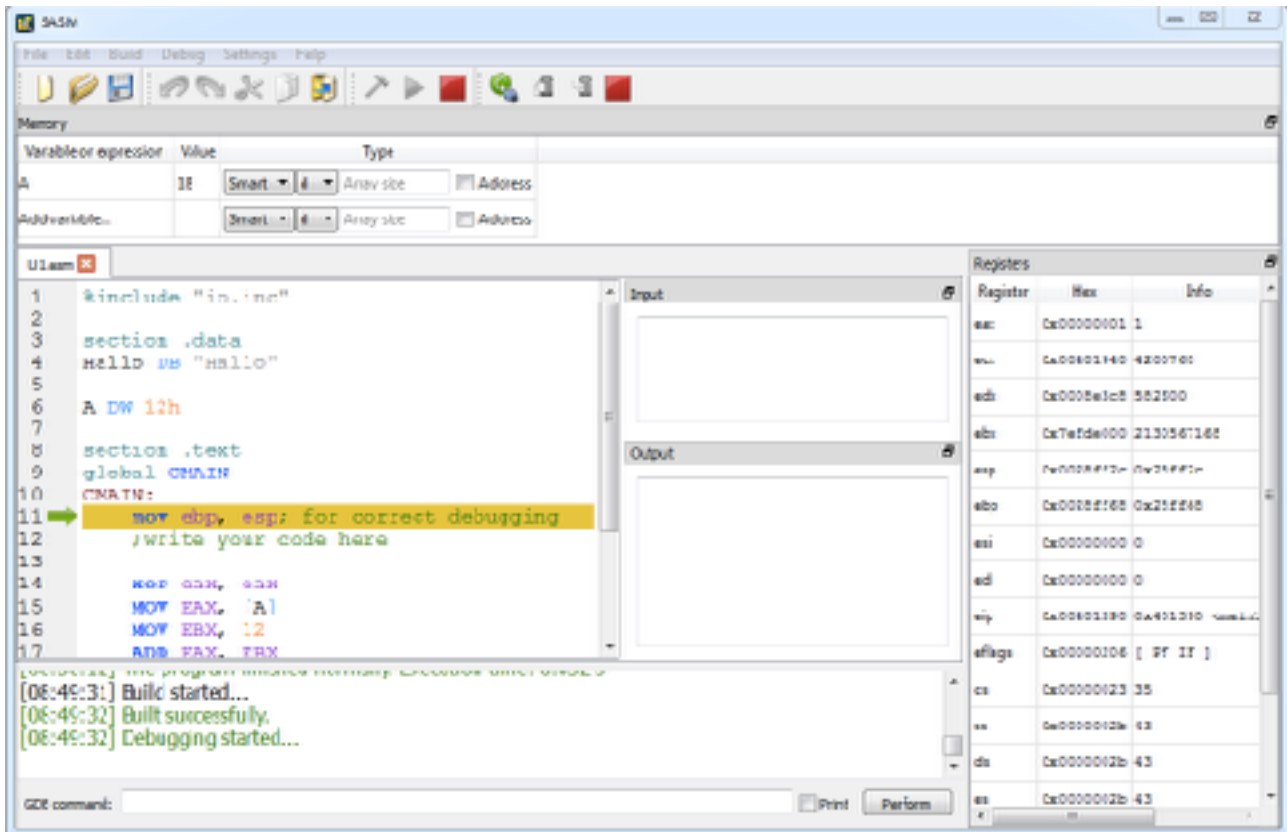 SASM
File Edit Build Debug Settings Help
Memory
Variable or expression Value Type
A 18 Smart d Array size Address
Add variable... Smart d Array size Address
U1.asm
1 %include "io.inc"
2
3 section .data
4 Hello DB "Hello"
5
6 A DW 12h
7
8 section .text
9 global CMAIN
10 CMAIN:
11 mov ebp, esp; for correct debugging
12 ;write your code here
13
14
15 MOV EAX, [A]
16 MOV EBX, 12
17 ADD EAX, EBX
Input
Output
Registers
Register Hex Info
eax 0x00000001 1
edx
ebx 2130567168
esp
ebp 0x0028ff68 0x28ff68
esi 0x00000000 0
edi 0x00000000 0
eip
eflags [ PF IF ]
cs 0x00000023 35
ss 0x0000002b 43
ds 0x0000002b 43
es 0x0000002b 43
[08:49:31] Build started...
[08:49:32] Built successfully.
[08:49:32] Debugging started...
GDB command: Print Perform